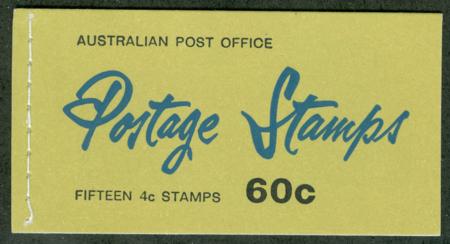 AUSTRALIAN POST OFFICE
Postage Stamps
FIFTEEN 4c STAMPS 60c